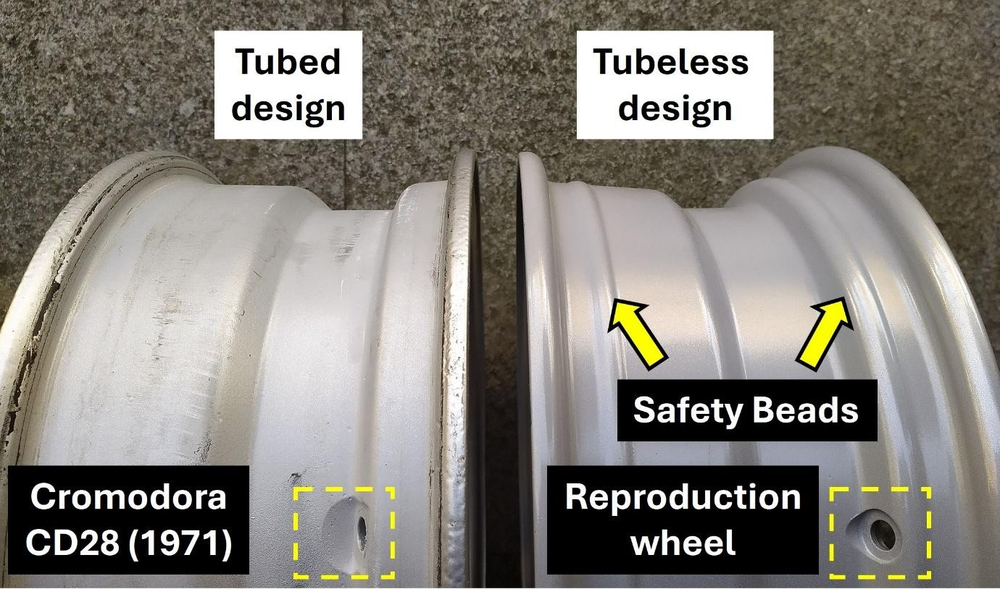 Tubed
design
Tubeless
design
Safety Beads
Cromodora
CD28 (1971)
Reproduction
wheel